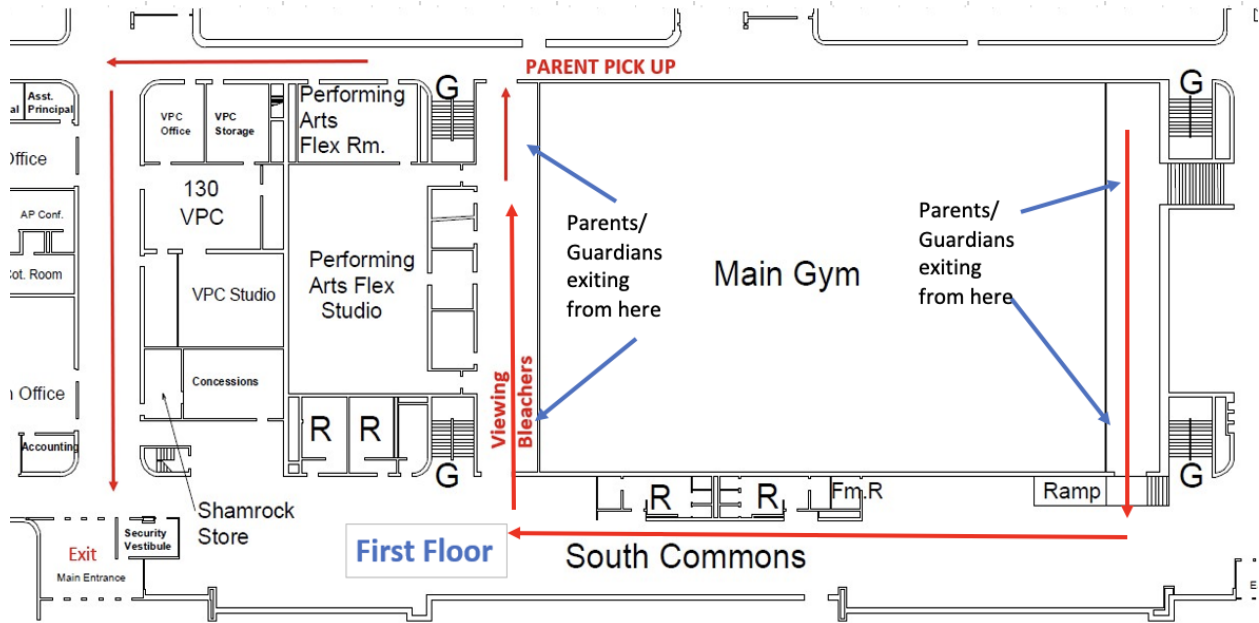 PARENT PICK UP
Asst.
Principal
al
Office
AP Conf.
Room
Office
Accounting
VPC
Office
VPC
Storage
Performing
Arts
Flex Rm.
G
G
130
VPC
Performing
Arts Flex
Studio
VPC Studio
Concessions
R
R
G
Viewing
Bleachers
Parents/
Guardians
exiting
from here
Main Gym
Parents/
Guardians
exiting
from here
R
R
Fm.R
Ramp
G
Shamrock
Store
Security
Vestibule
Exit
Main Entrance
First Floor
South Commons
E